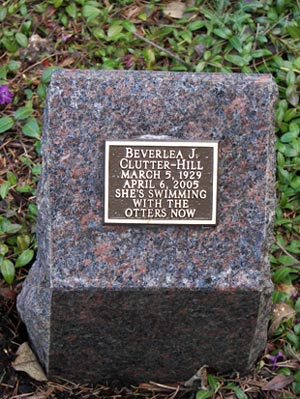 BEVERLEA J.
CLUTTER-HILL
MARCH 5, 1929
APRIL 6, 2005
SHE'S SWIMMING
WITH THE
OTTERS NOW